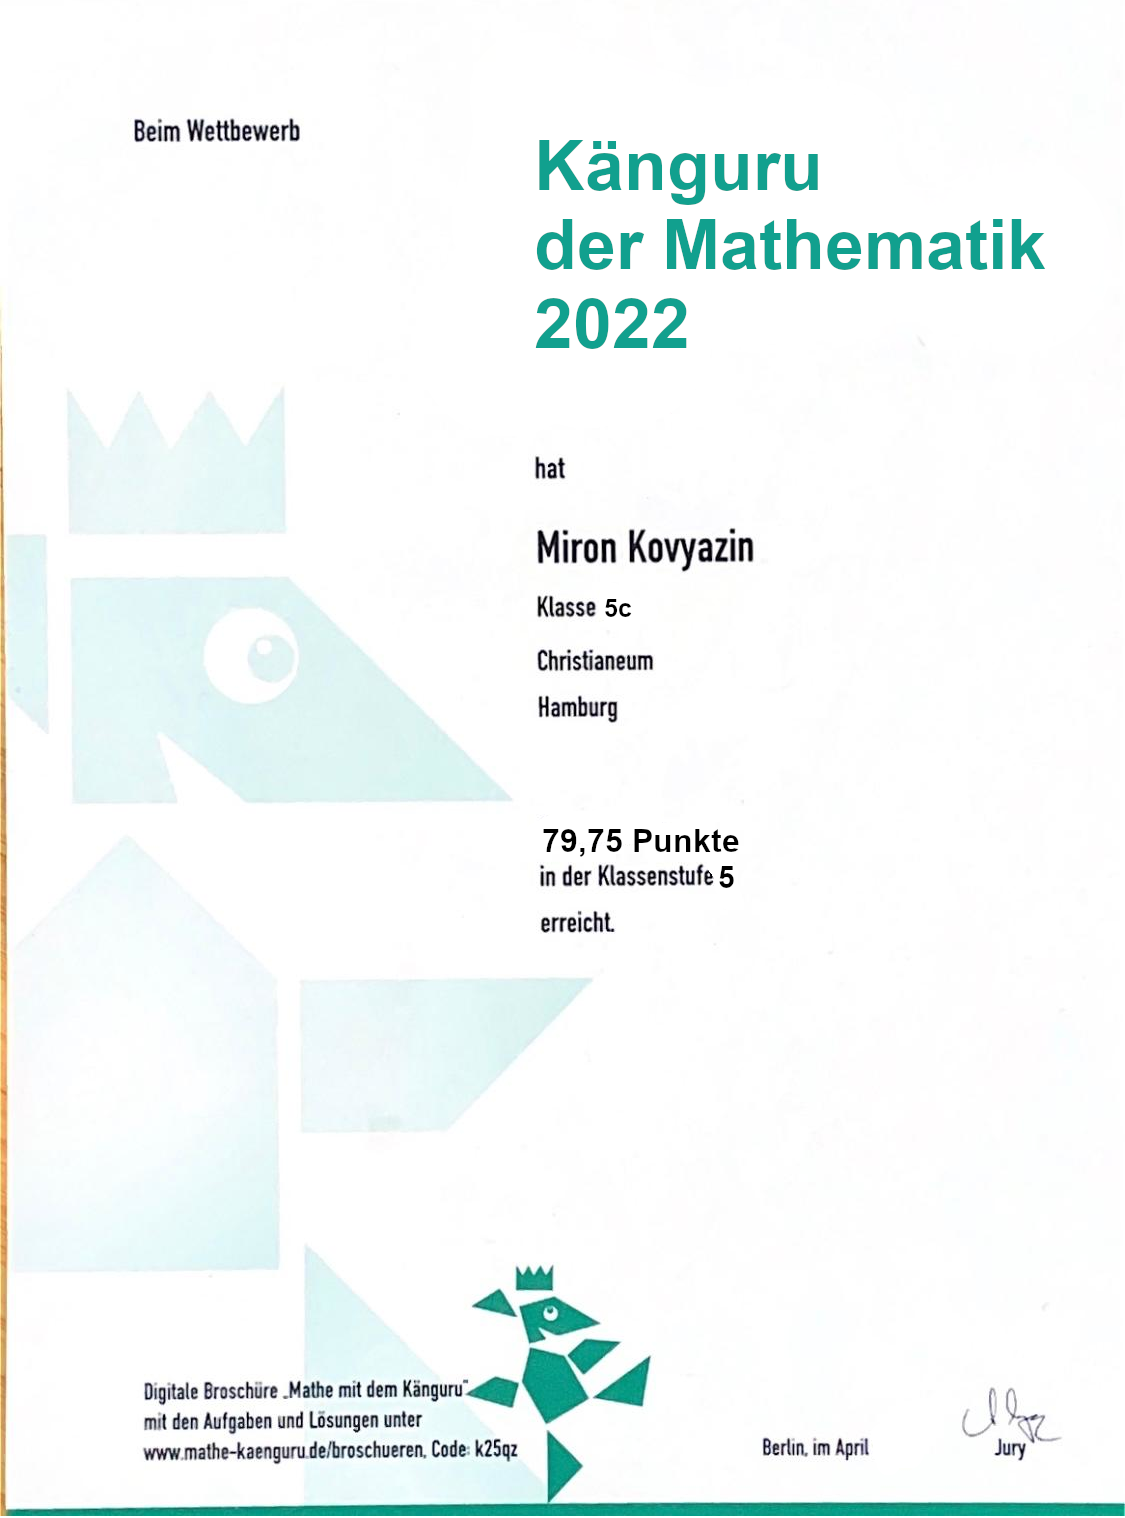 Beim Wettbewerb
Känguru
der Mathematik
2022
hat
Miron Kovyazin
Klasse 5c
Christianeum
Hamburg
79,75 Punkte
in der Klassenstufe 5
erreicht.
Digitale Broschüre „Mathe mit dem Känguru“
mit den Aufgaben und Lösungen unter
www.mathe-kaenguru.de/broschueren, Code: k25qz
Berlin, im April
Jury